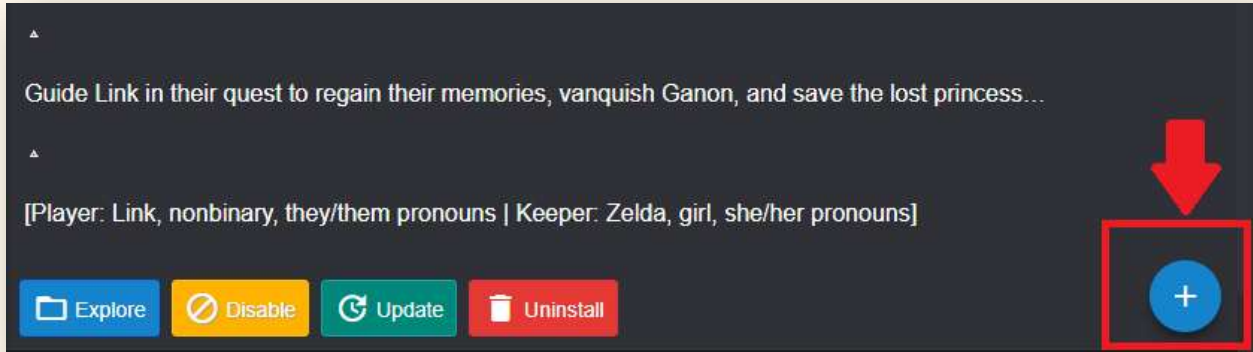 Guide Link in their quest to regain their memories, vanquish Ganon, and save the lost princess...
[Player: Link, nonbinary, they/them pronouns | Keeper: Zelda, girl, she/her pronouns]
Explore Disable Update Uninstall +